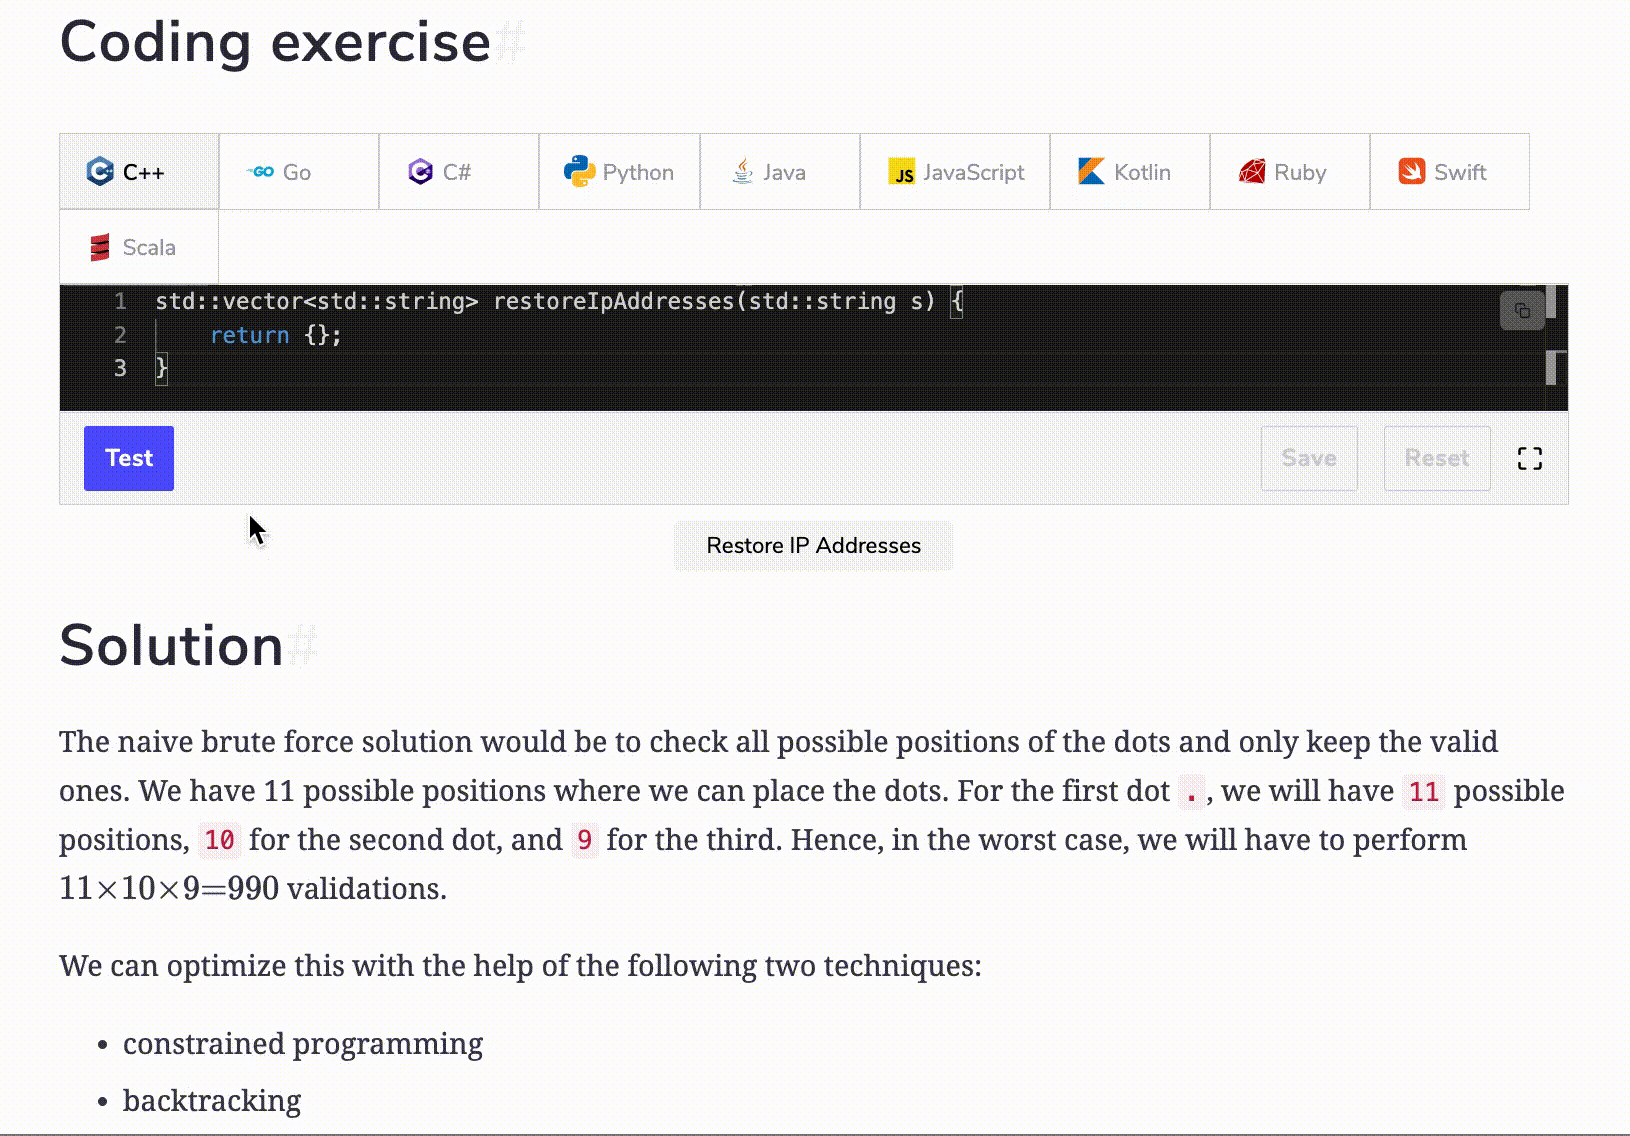 Coding exercise#
C++ Go C# Python Java JS JavaScript Kotlin Ruby Swift
Scala
1 std::vector<std::string> restoreIpAddresses(std::string s) {
2 return {};
3 }
Test Save Reset
Restore IP Addresses
Solution#
The naive brute force solution would be to check all possible positions of the dots and only keep the valid
ones. We have 11 possible positions where we can place the dots. For the first dot ., we will have 11 possible
positions, 10 for the second dot, and 9 for the third. Hence, in the worst case, we will have to perform
11×10×9=990 validations.
We can optimize this with the help of the following two techniques:
• constrained programming
• backtracking